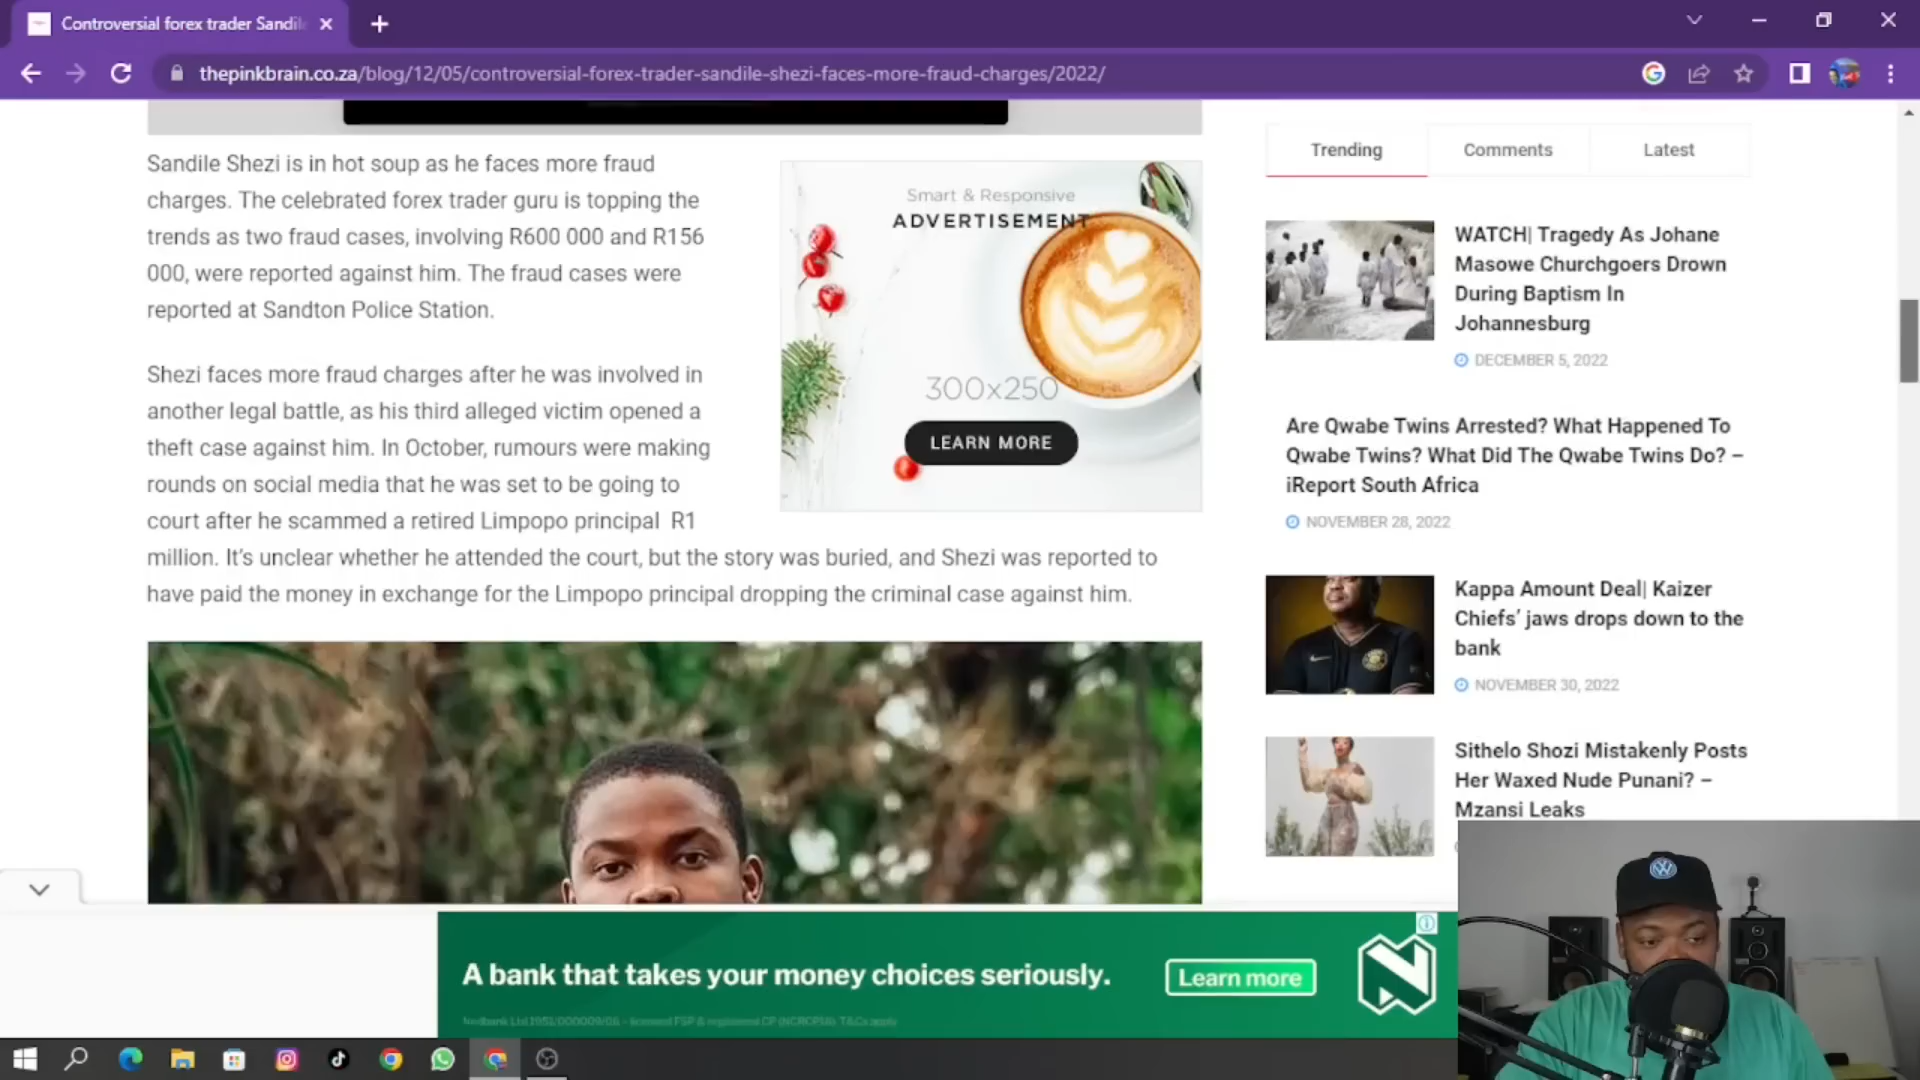 Controversial forex trader Sandile
thepinkbrain.co.za/blog/12/05/controversial-forex-trader-sandile-shezi-faces-more-fraud-charges/2022/
Sandile Shezi is in hot soup as he faces more fraud
charges. The celebrated forex trader guru is topping the
trends as two fraud cases, involving R600 000 and R156
000, were reported against him. The fraud cases were
reported at Sandton Police Station.
Shezi faces more fraud charges after he was involved in
another legal battle, as his third alleged victim opened a
theft case against him. In October, rumours were making
rounds on social media that he was set to be going to
court after he scammed a retired Limpopo principal  R1
million. It’s unclear whether he attended the court, but the story was buried, and Shezi was reported to
have paid the money in exchange for the Limpopo principal dropping the criminal case against him.
Smart & Responsive
ADVERTISEMENT
300x250
LEARN MORE
Trending
Comments
Latest
WATCH| Tragedy As Johane
Masowe Churchgoers Drown
During Baptism In
Johannesburg
DECEMBER 5, 2022
Are Qwabe Twins Arrested? What Happened To
Qwabe Twins? What Did The Qwabe Twins Do? –
iReport South Africa
NOVEMBER 28, 2022
Kappa Amount Deal| Kaizer
Chiefs’ jaws drops down to the
bank
NOVEMBER 30, 2022
Sithelo Shozi Mistakenly Posts
Her Waxed Nude Punani? –
Mzansi Leaks
A bank that takes your money choices seriously.
Learn more